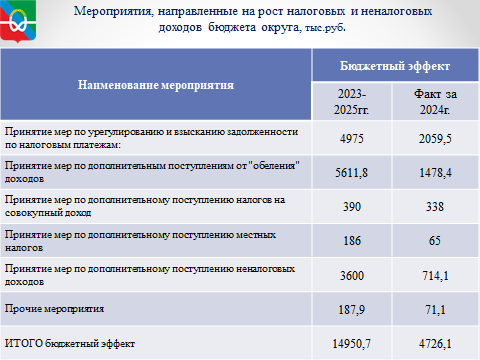 Мероприятия, направленные на рост налоговых и неналоговых
доходов бюджета округа, тыс.руб.
Наименование мероприятия
Бюджетный эффект
2023-
2025гг.
Факт за
2024г.
Принятие мер по урегулированию и взысканию задолженности
по налоговым платежам:
4975
2059,5
Принятие мер по дополнительным поступлениям от "обеления"
доходов
5611,8
1478,4
Принятие мер по дополнительному поступлению налогов на
совокупный доход
390
338
Принятие мер по дополнительному поступлению местных
налогов
186
65
Принятие мер по дополнительному поступлению неналоговых
доходов
3600
714,1
Прочие мероприятия
187,9
71,1
ИТОГО бюджетный эффект
14950,7
4726,1